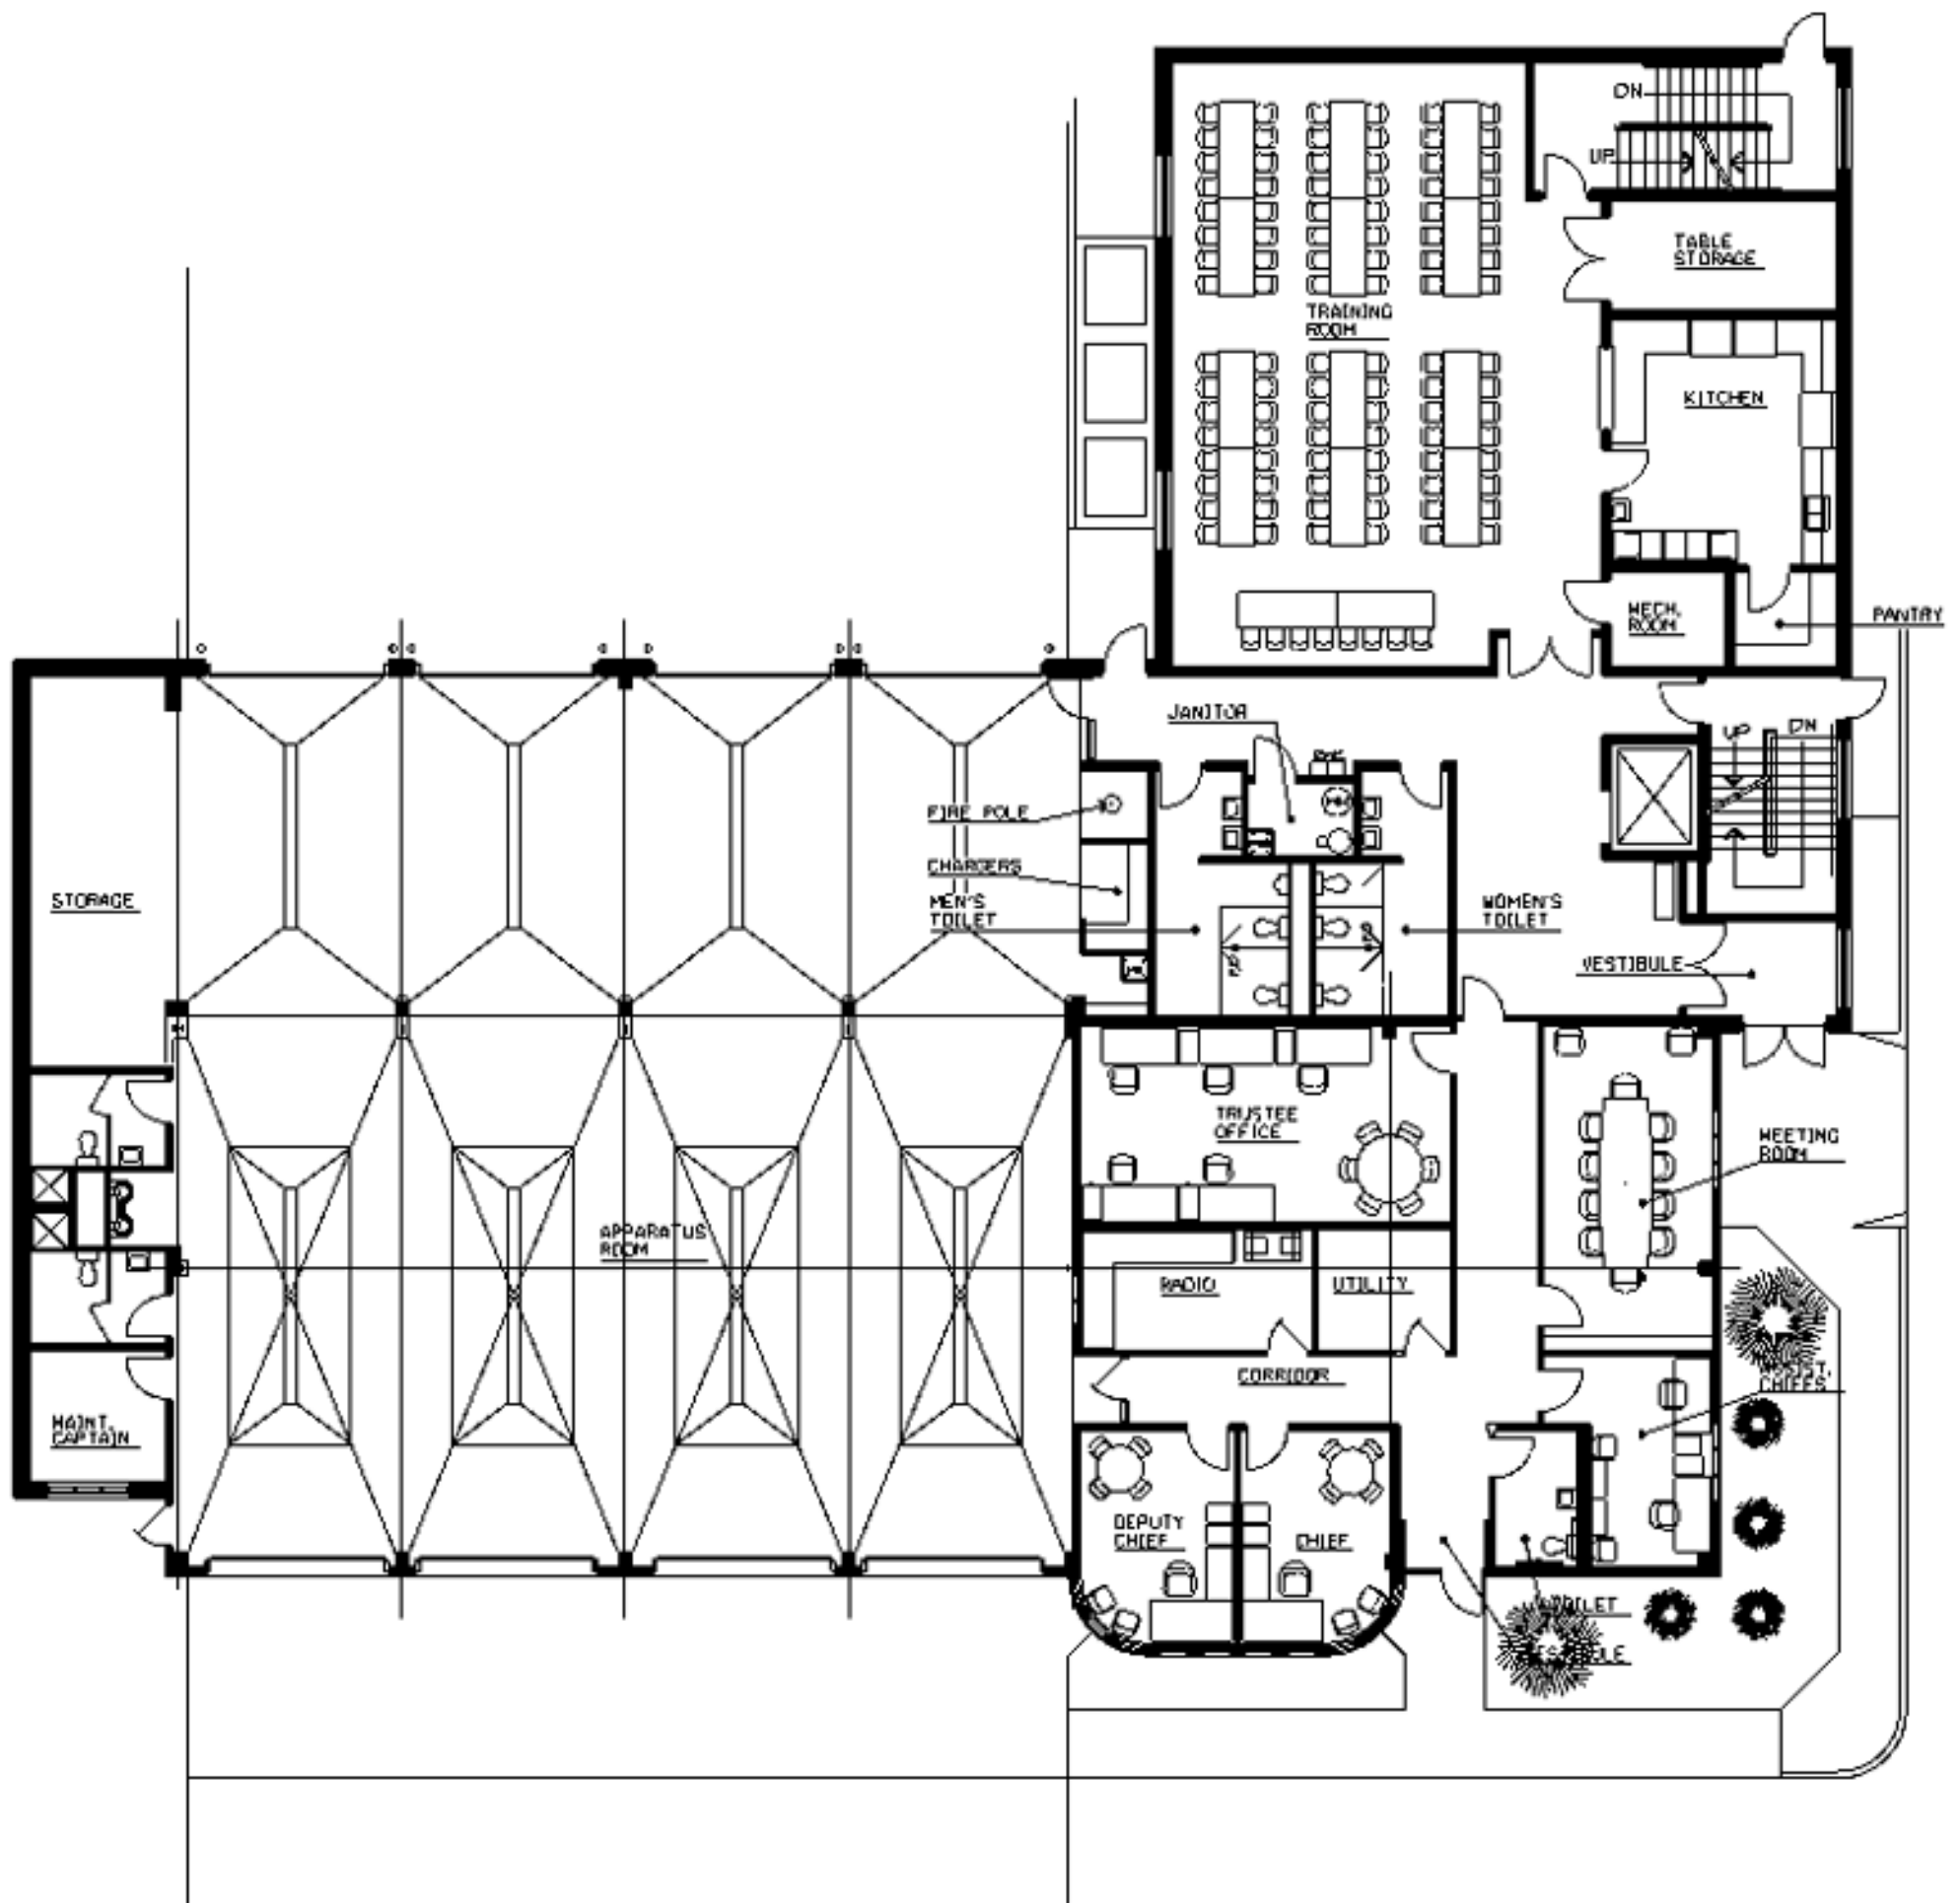 DN
UP
TABLE
STORAGE
TRAINING
ROOM
KITCHEN
MECH.
ROOM
PANTRY
JANITOR
UP
DN
FIRE POLE
CHARGERS
STORAGE
MEN'S
TOILET
WOMEN'S
TOILET
VESTIBULE
TRUSTEE
OFFICE
MEETING
ROOM
APPARATUS
ROOM
RADIO
UTILITY
CORRIDOR
CHIEFS
MAINT.
CAPTAIN
DEPUTY
CHIEF
CHIEF